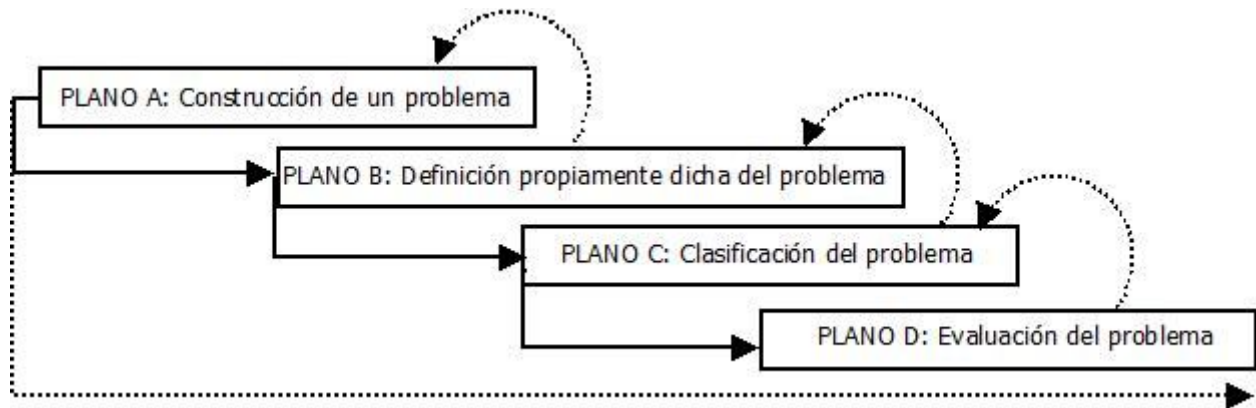 PLANO A: Construcción de un problema
PLANO B: Definición propiamente dicha del problema
PLANO C: Clasificación del problema
PLANO D: Evaluación del problema